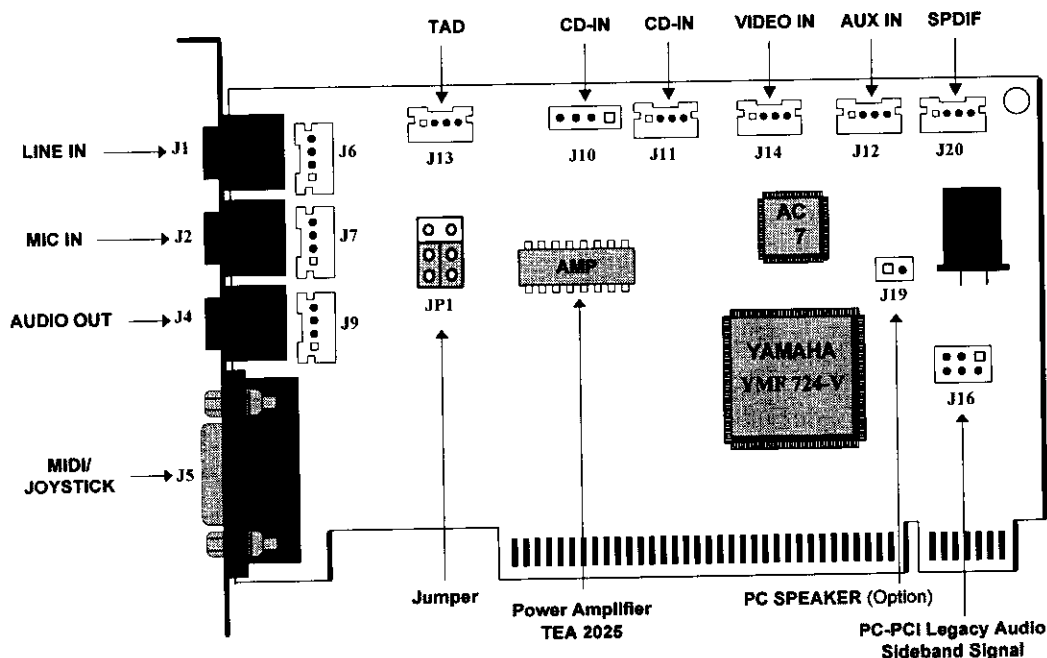 TAD
CD-IN
CD-IN
VIDEO IN
AUX IN
SPDIF
J13
J10
J11
J14
J12
J20
LINE IN
J1
J6
MIC IN
J2
J7
AUDIO OUT
J4
J9
JP1
AMP
AC
7
J19
YAMAHA
YMF 724-V
J16
MIDI/
JOYSTICK
J5
Jumper
Power Amplifier
TEA 2025
PC SPEAKER (Option)
PC-PCI Legacy Audio
Sideband Signal